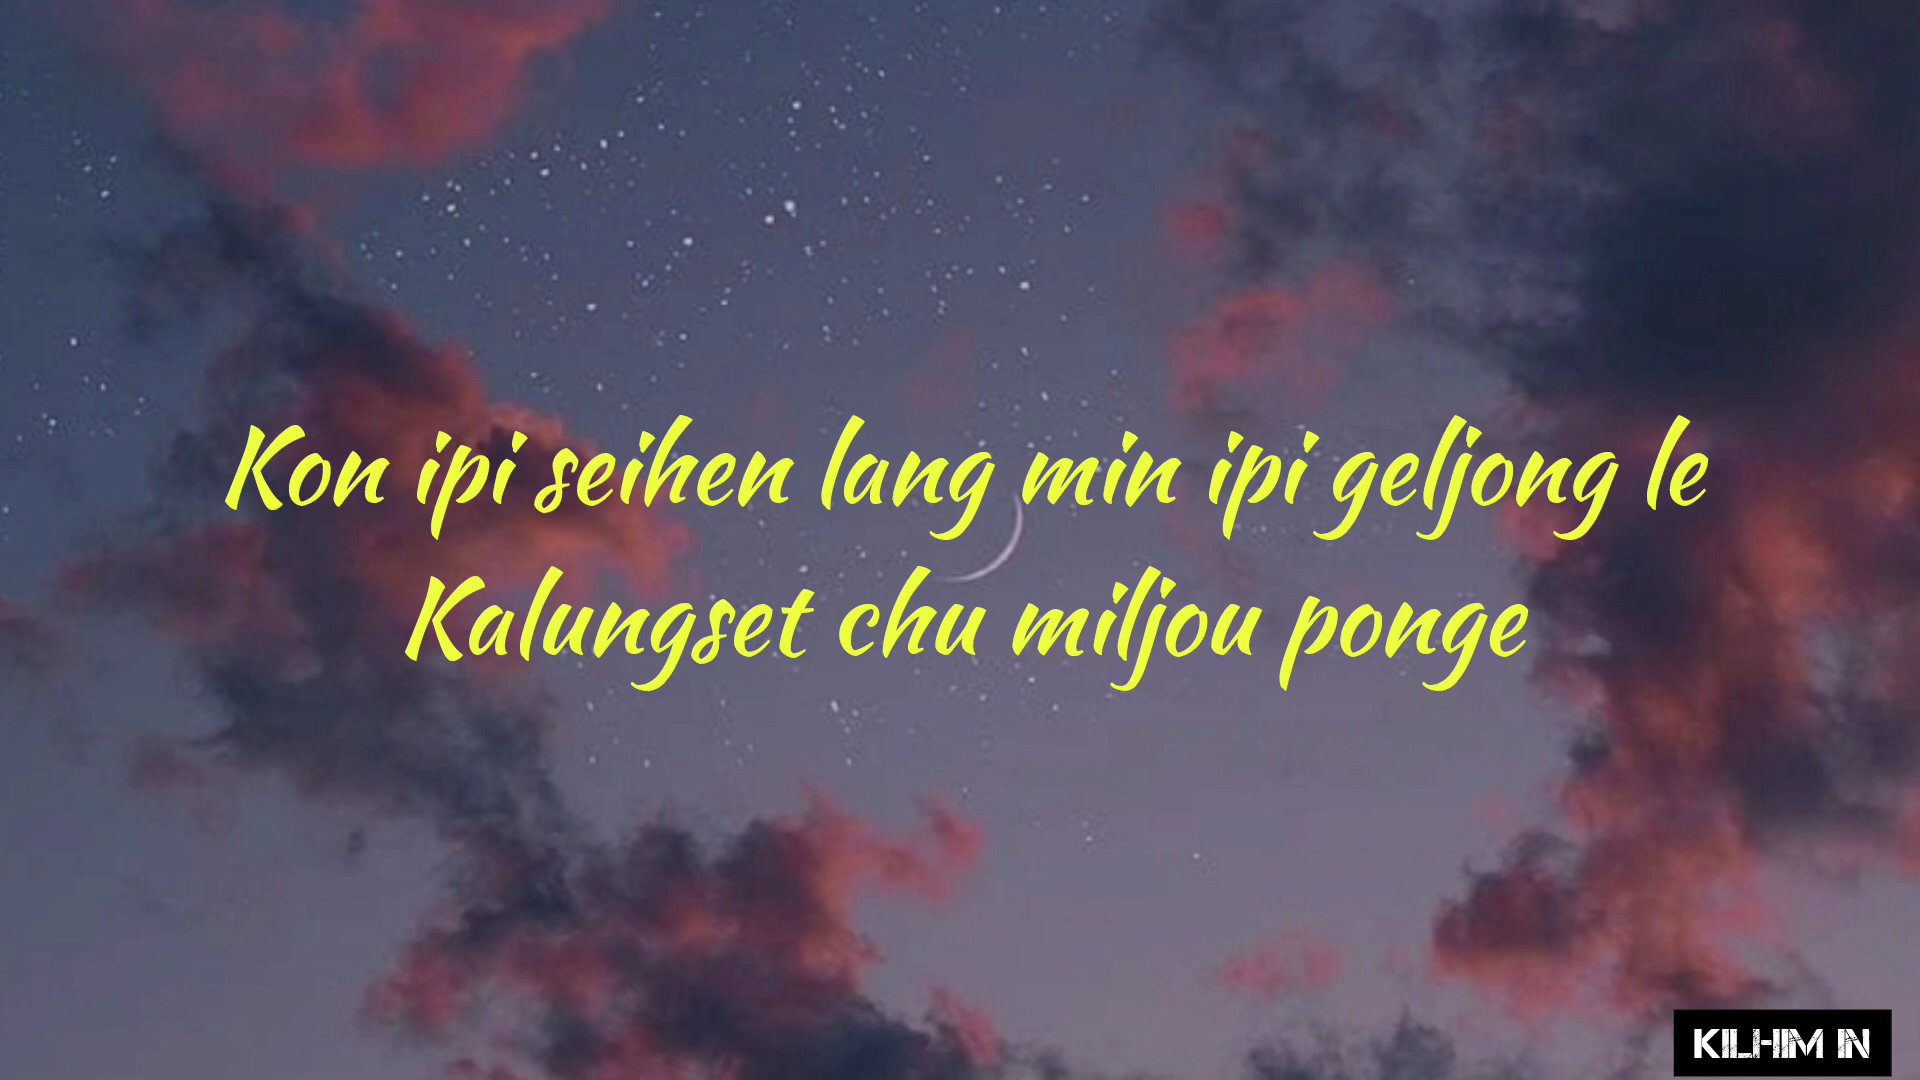 Kon ipi seihen lang min ipi geljong le
Kalungset chu miljou ponge
KILHIM IN